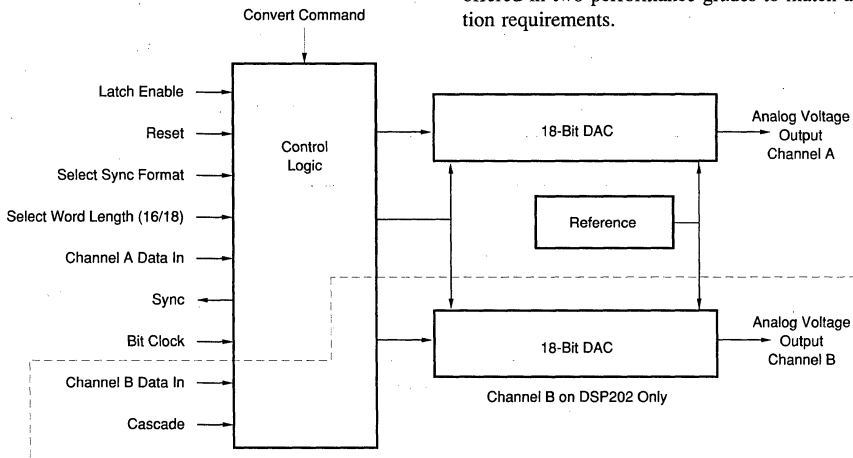 offered in two performance grades to match
tion requirements.
Convert Command
Latch Enable
Reset
Select Sync Format
Select Word Length (16/18)
Channel A Data In
Sync
Bit Clock
Channel B Data In
Cascade
Control
Logic
18-Bit DAC
Analog Voltage
Output
Channel A
Reference
18-Bit DAC
Analog Voltage
Output
Channel B
Channel B on DSP202 Only